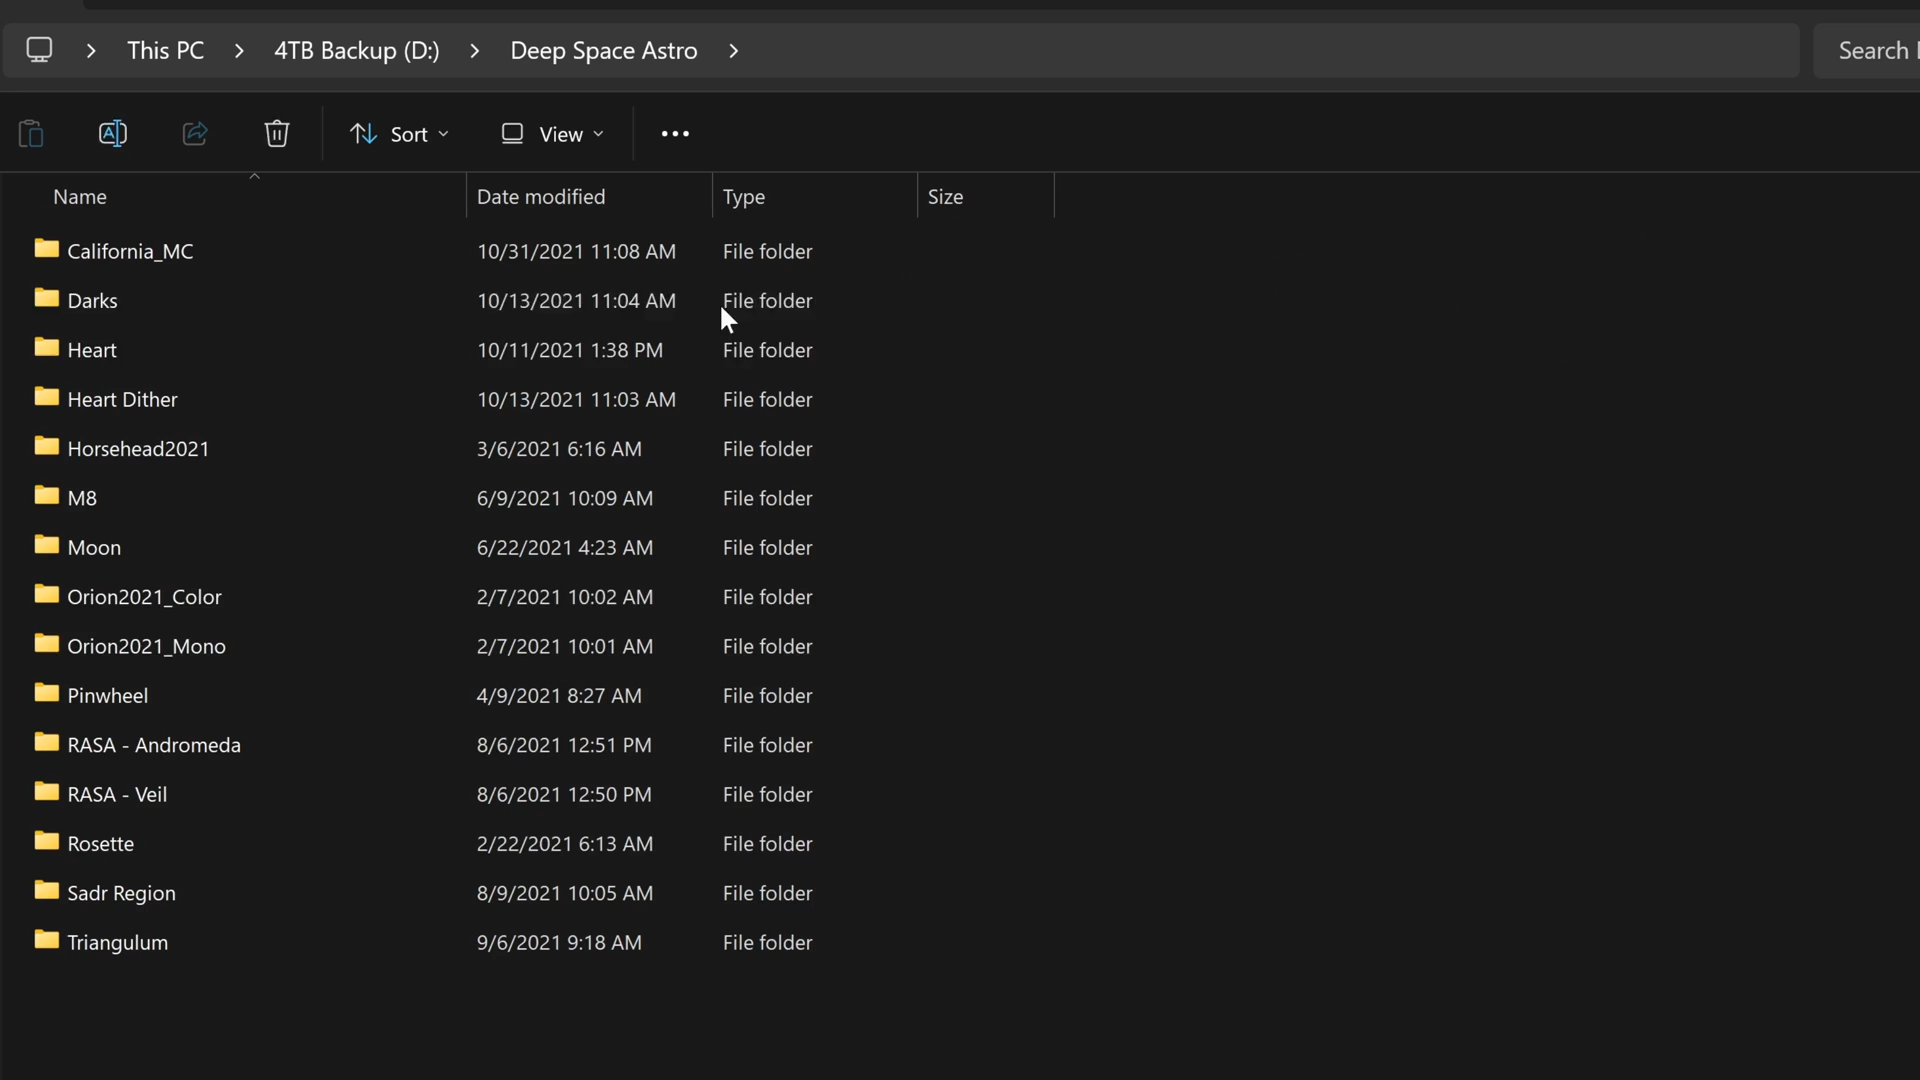 This PC > 4TB Backup (D:) > Deep Space Astro >
Search
Sort
View
Name Date modified Type Size
California_MC 10/31/2021 11:08 AM File folder
Darks 10/13/2021 11:04 AM File folder
Heart 10/11/2021 1:38 PM File folder
Heart Dither 10/13/2021 11:03 AM File folder
Horsehead2021 3/6/2021 6:16 AM File folder
M8 6/9/2021 10:09 AM File folder
Moon 6/22/2021 4:23 AM File folder
Orion2021_Color 2/7/2021 10:02 AM File folder
Orion2021_Mono 2/7/2021 10:01 AM File folder
Pinwheel 4/9/2021 8:27 AM File folder
RASA - Andromeda 8/6/2021 12:51 PM File folder
RASA - Veil 8/6/2021 12:50 PM File folder
Rosette 2/22/2021 6:13 AM File folder
Sadr Region 8/9/2021 10:05 AM File folder
Triangulum 9/6/2021 9:18 AM File folder